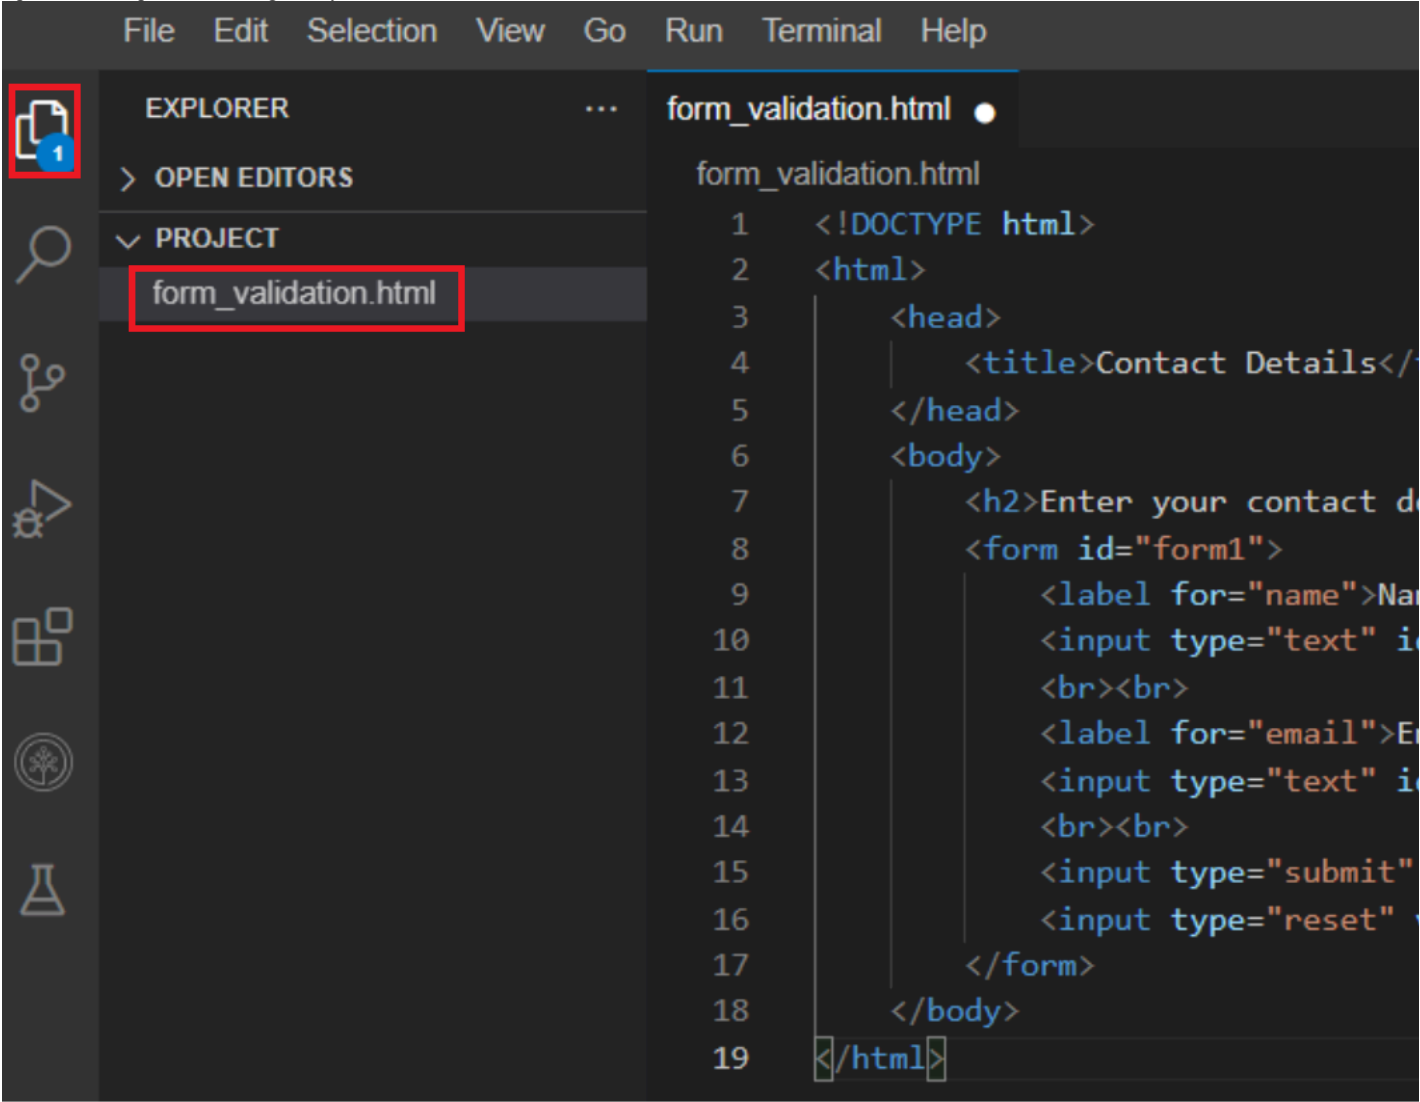 File Edit Selection View Go Run Terminal Help
EXPLORER ···
1
OPEN EDITORS
PROJECT
form_validation.html
form_validation.html
form_validation.html
1 <!DOCTYPE html>
2 <html>
3 <head>
4 <title>Contact Details</
5 </head>
6 <body>
7 <h2>Enter your contact
8 <form id="form1">
9 <label for="name">
10 <input type="text"
11 <br><br>
12 <label for="email">
13 <input type="text"
14 <br><br>
15 <input type="submit"
16 <input type="reset"
17 </form>
18 </body>
19 </html>